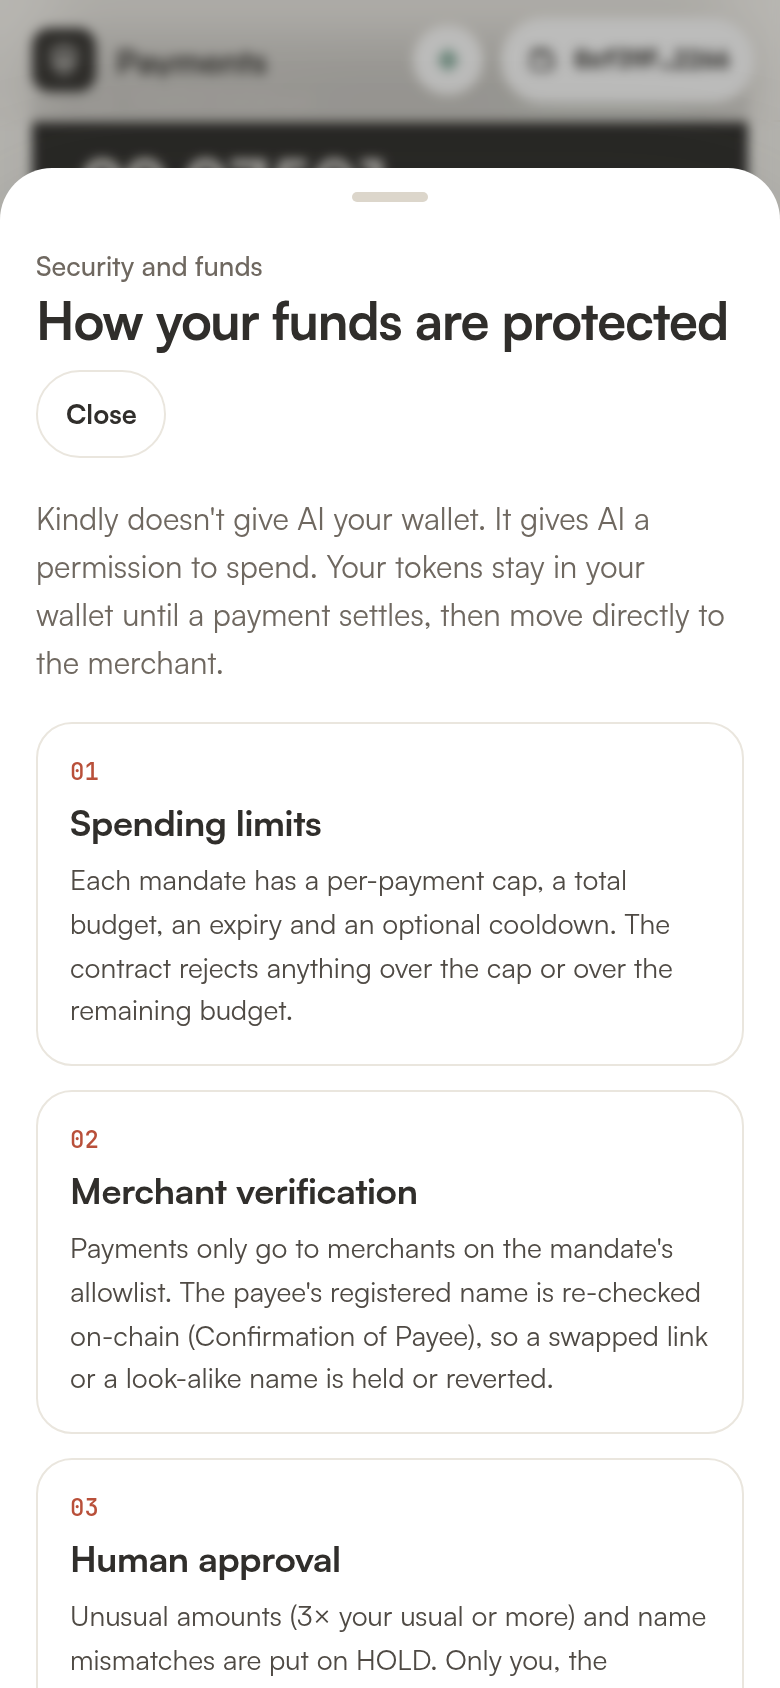 Payments
Security and funds
How your funds are protected
Close
Kindly doesn't give AI your wallet. It gives AI a
permission to spend. Your tokens stay in your
wallet until a payment settles, then move directly to
the merchant.
01
Spending limits
Each mandate has a per-payment cap, a total
budget, an expiry and an optional cooldown. The
contract rejects anything over the cap or over the
remaining budget.
02
Merchant verification
Payments only go to merchants on the mandate's
allowlist. The payee's registered name is re-checked
on-chain (Confirmation of Payee), so a swapped link
or a look-alike name is held or reverted.
03
Human approval
Unusual amounts (3× your usual or more) and name
mismatches are put on HOLD. Only you, the